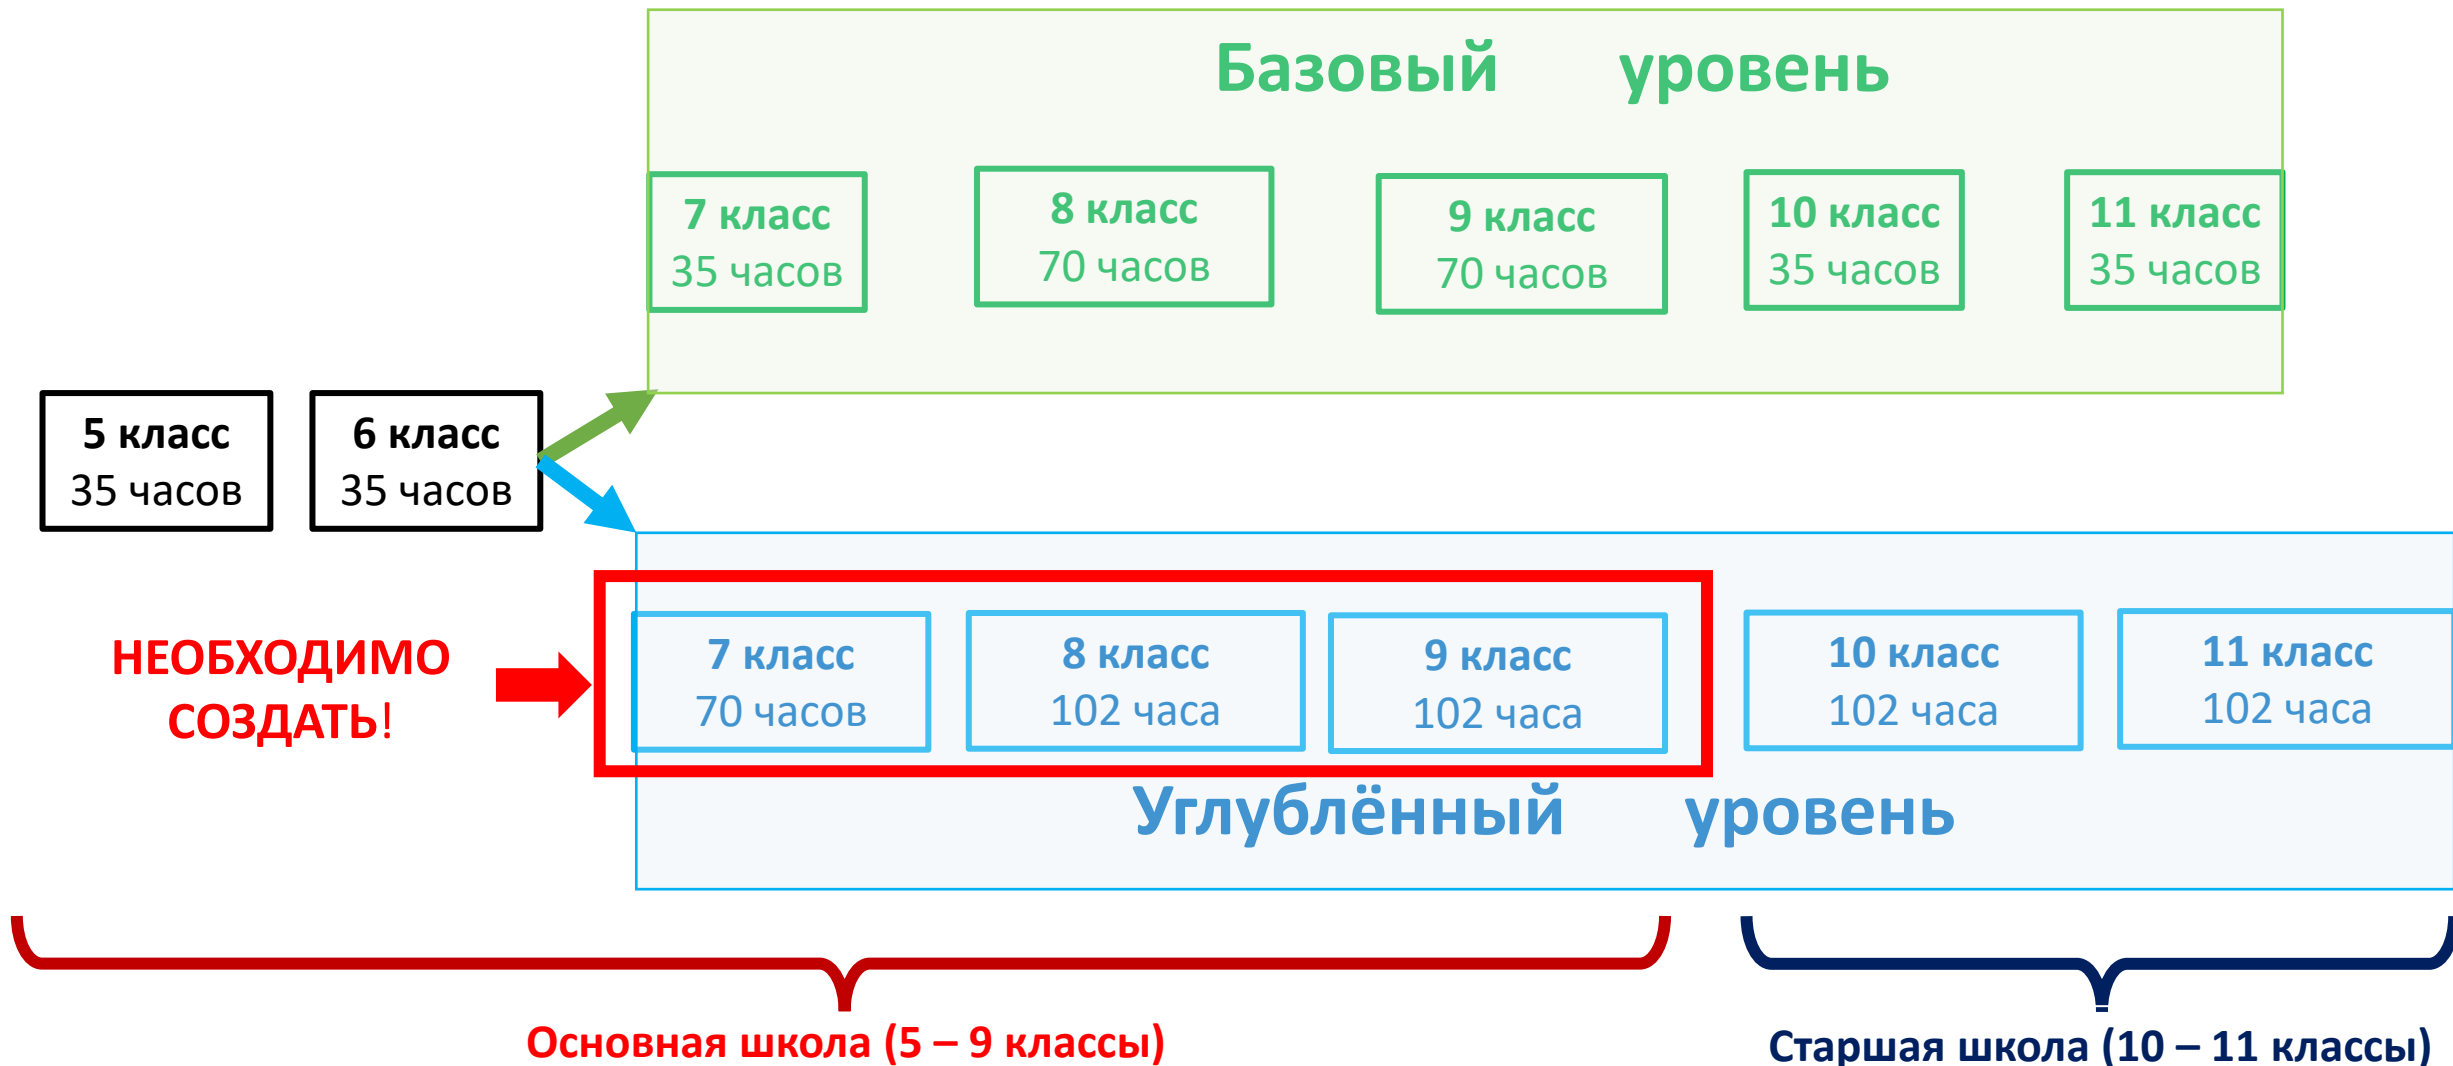 Базовый уровень
7 класс
35 часов
8 класс
70 часов
9 класс
70 часов
10 класс
35 часов
11 класс
35 часов
5 класс
35 часов
6 класс
35 часов
НЕОБХОДИМО
СОЗДАТЬ!
7 класс
70 часов
8 класс
102 часа
9 класс
102 часа
10 класс
102 часа
11 класс
102 часа
Углублённый уровень
Основная школа (5 – 9 классы)
Старшая школа (10 – 11 классы)